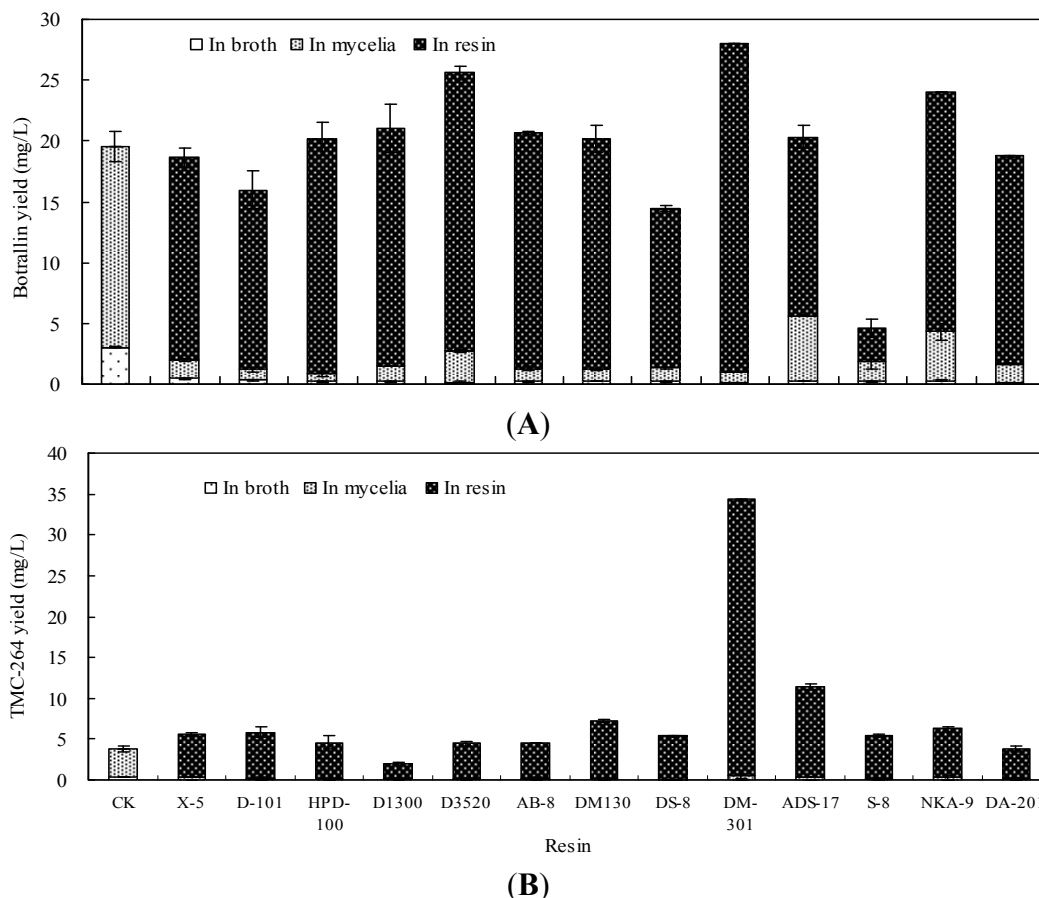 30
25
20
15
10
5
0
Botrallin yield (mg/L)
In broth In mycelia In resin
(A)
40
35
30
25
20
15
10
5
0
TMC-264 yield (mg/L)
In broth In mycelia In resin
CK X-5 D-101 HPD-100 D1300 D3520 AB-8 DM130 DS-8 DM-301 ADS-17 S-8 NKA-9 DA-201
Resin
(B)